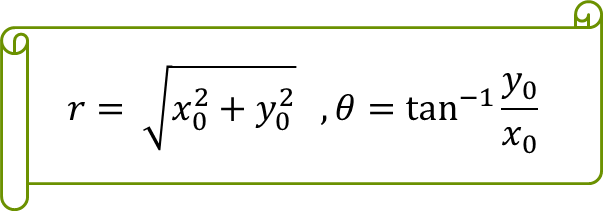 r = √(x₀² + y₀²) , θ = tan⁻¹ y₀/x₀